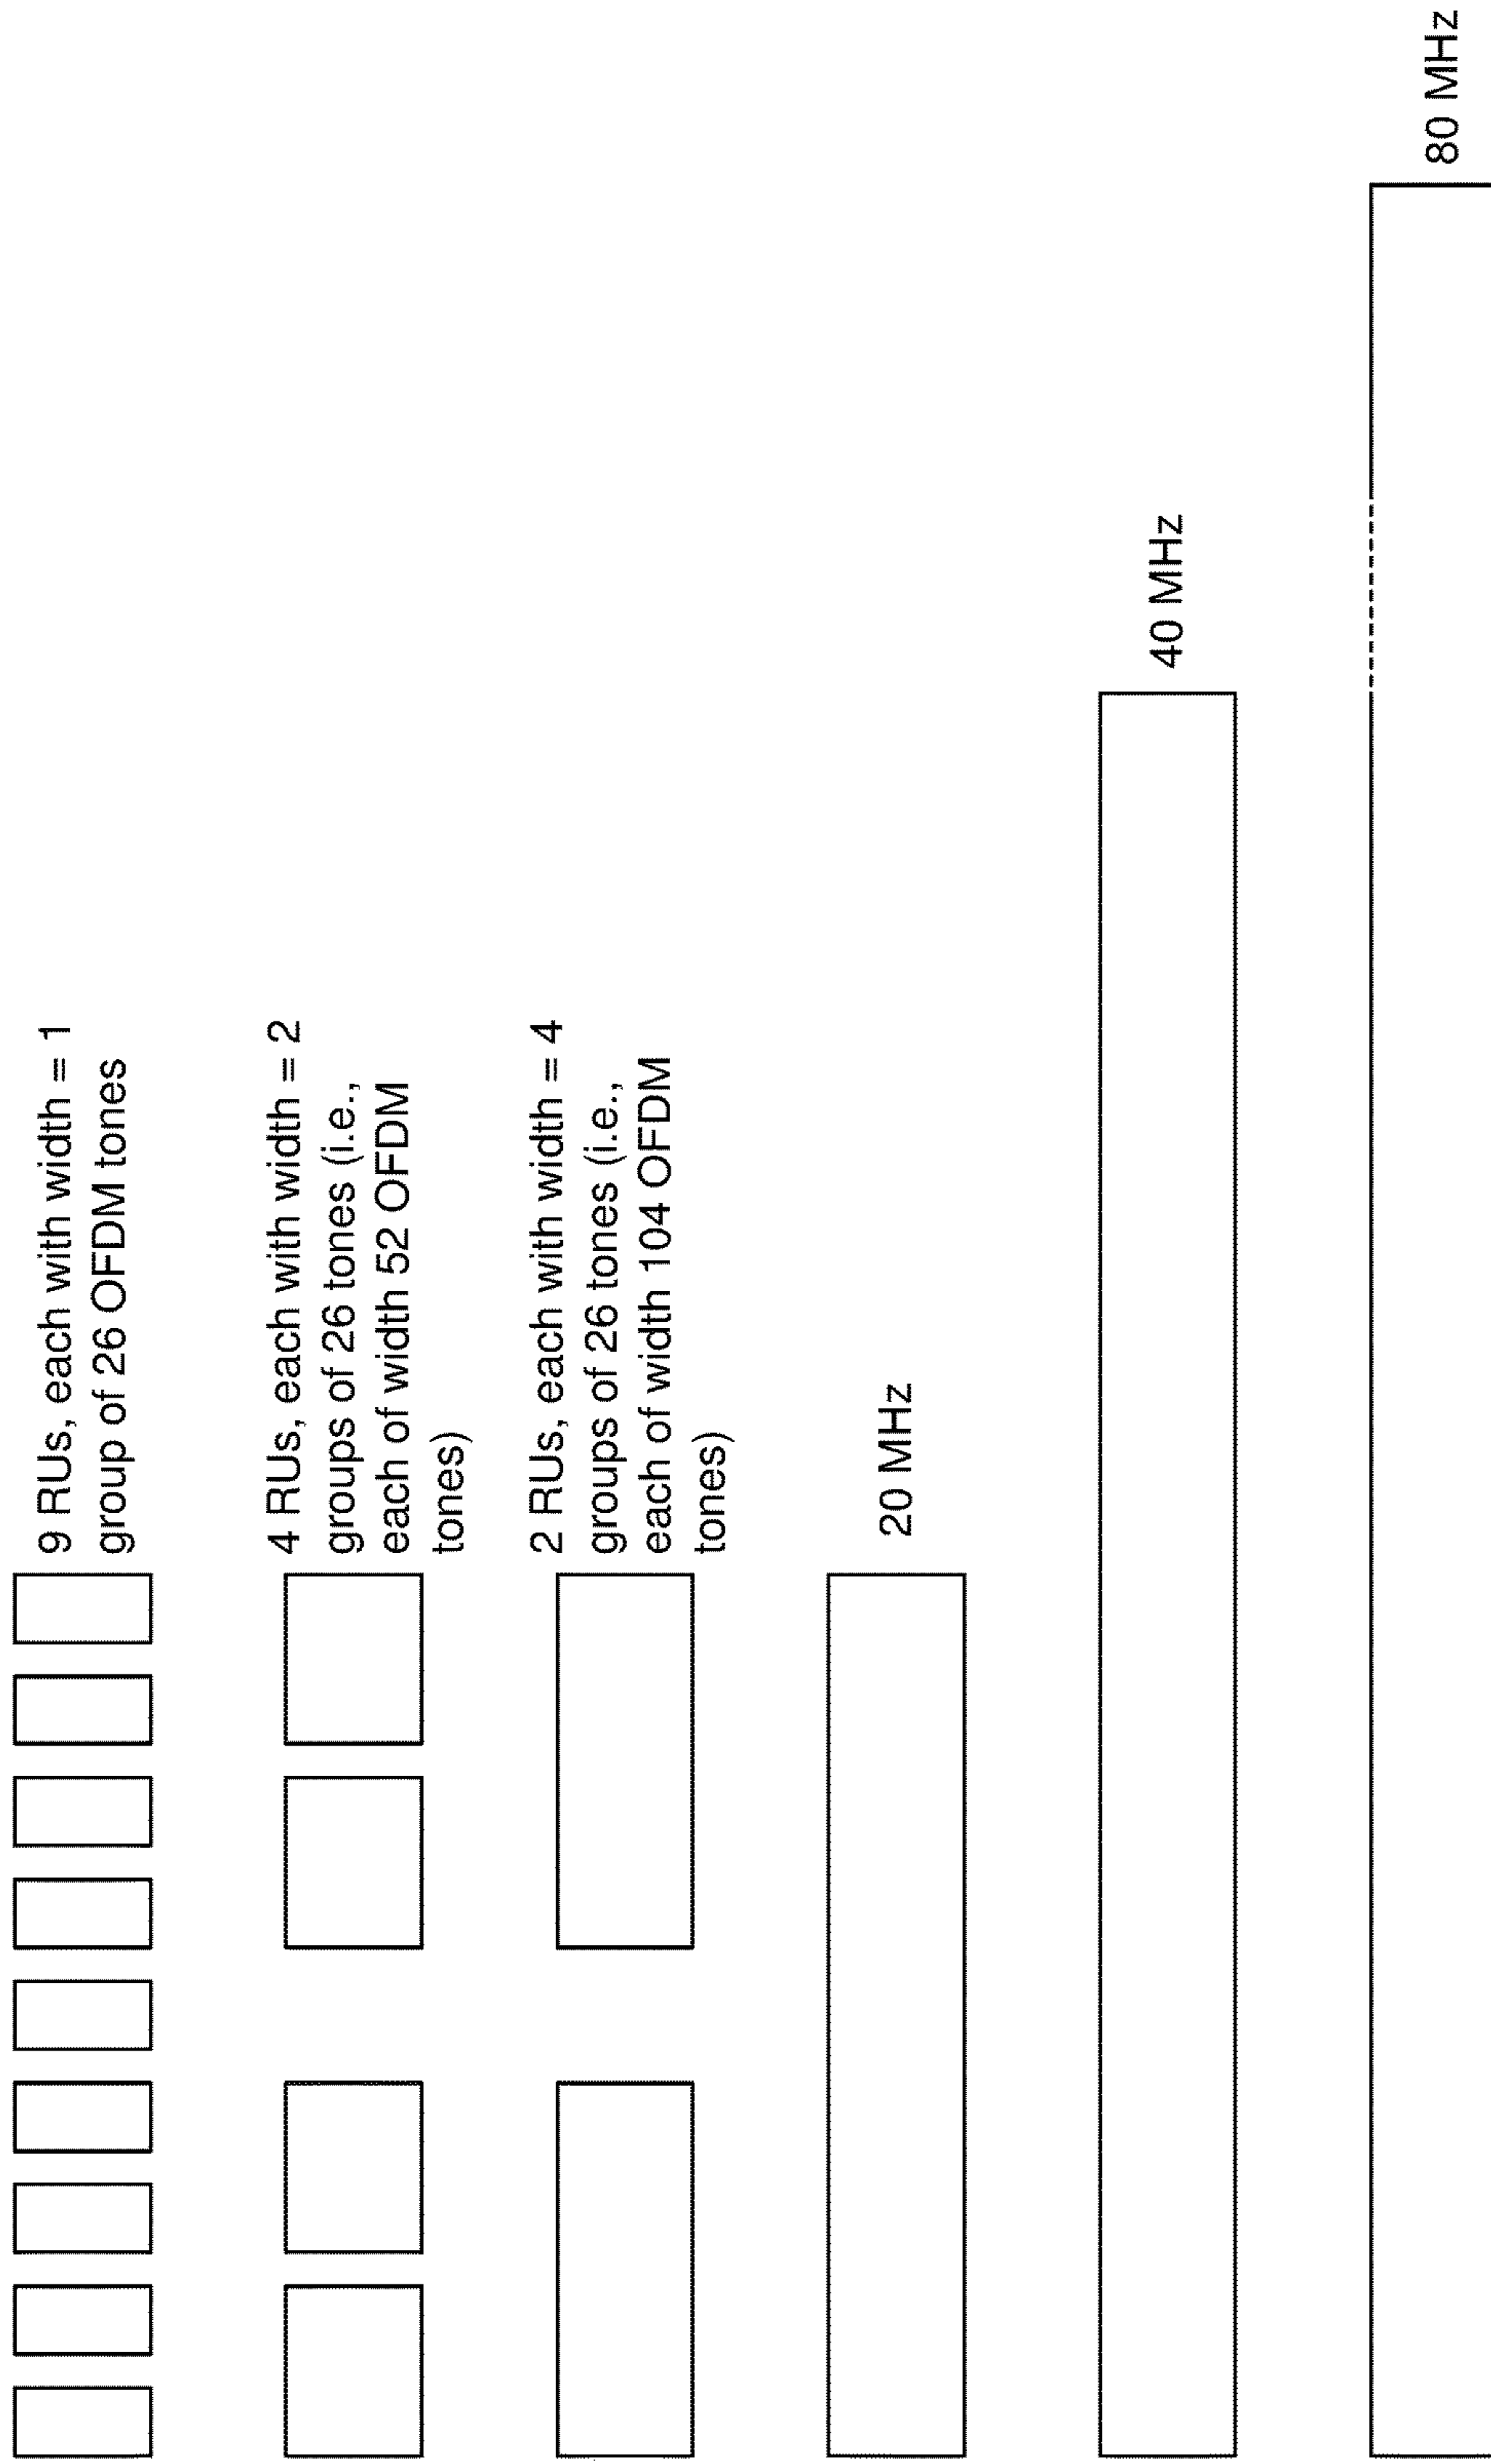 9 RUs, each with width = 1
group of 26 OFDM tones
4 RUs, each with width = 2
groups of 26 tones (i.e.,
each of width 52 OFDM
tones)
2 RUs, each with width = 4
groups of 26 tones (i.e.,
each of width 104 OFDM
tones)
20 MHz
40 MHz
80 MHz